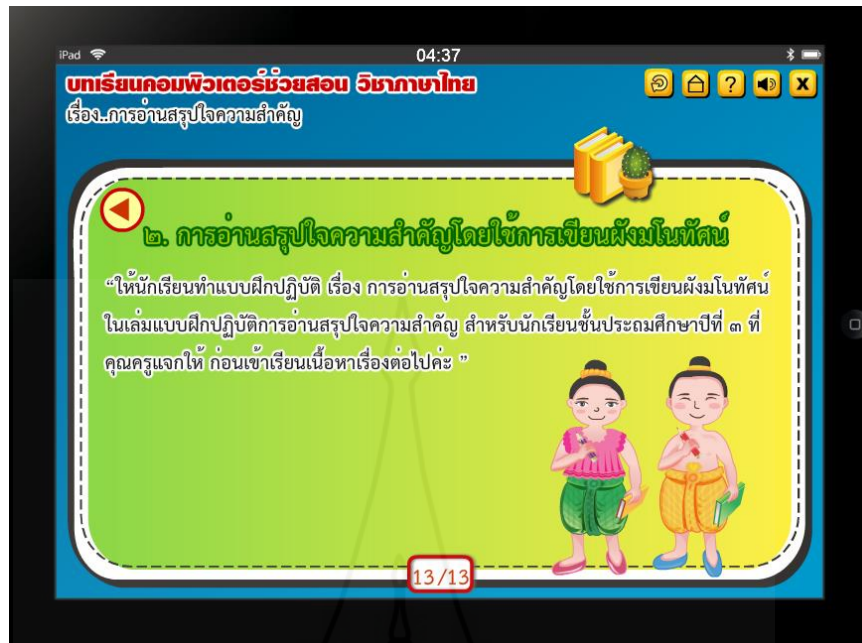 iPad 04:37
บทเรียนคอมพิวเตอร์ช่วยสอน วิชาภาษาไทย
? X
เรื่อง..การอ่านสรุปใจความสำคัญ
๒. การอ่านสรุปใจความสำคัญโดยใช้การเขียนผังมโนทัศน์
“ให้นักเรียนทำแบบฝึกปฏิบัติ เรื่อง การอ่านสรุปใจความสำคัญโดยใช้การเขียนผังมโนทัศน์
ในเล่มแบบฝึกปฏิบัติการอ่านสรุปใจความสำคัญ สำหรับนักเรียนชั้นประถมศึกษาปีที่ ๓ ที่
คุณครูแจกให้ ก่อนเข้าเรียนเนื้อหาเรื่องต่อไปค่ะ ”
13/13